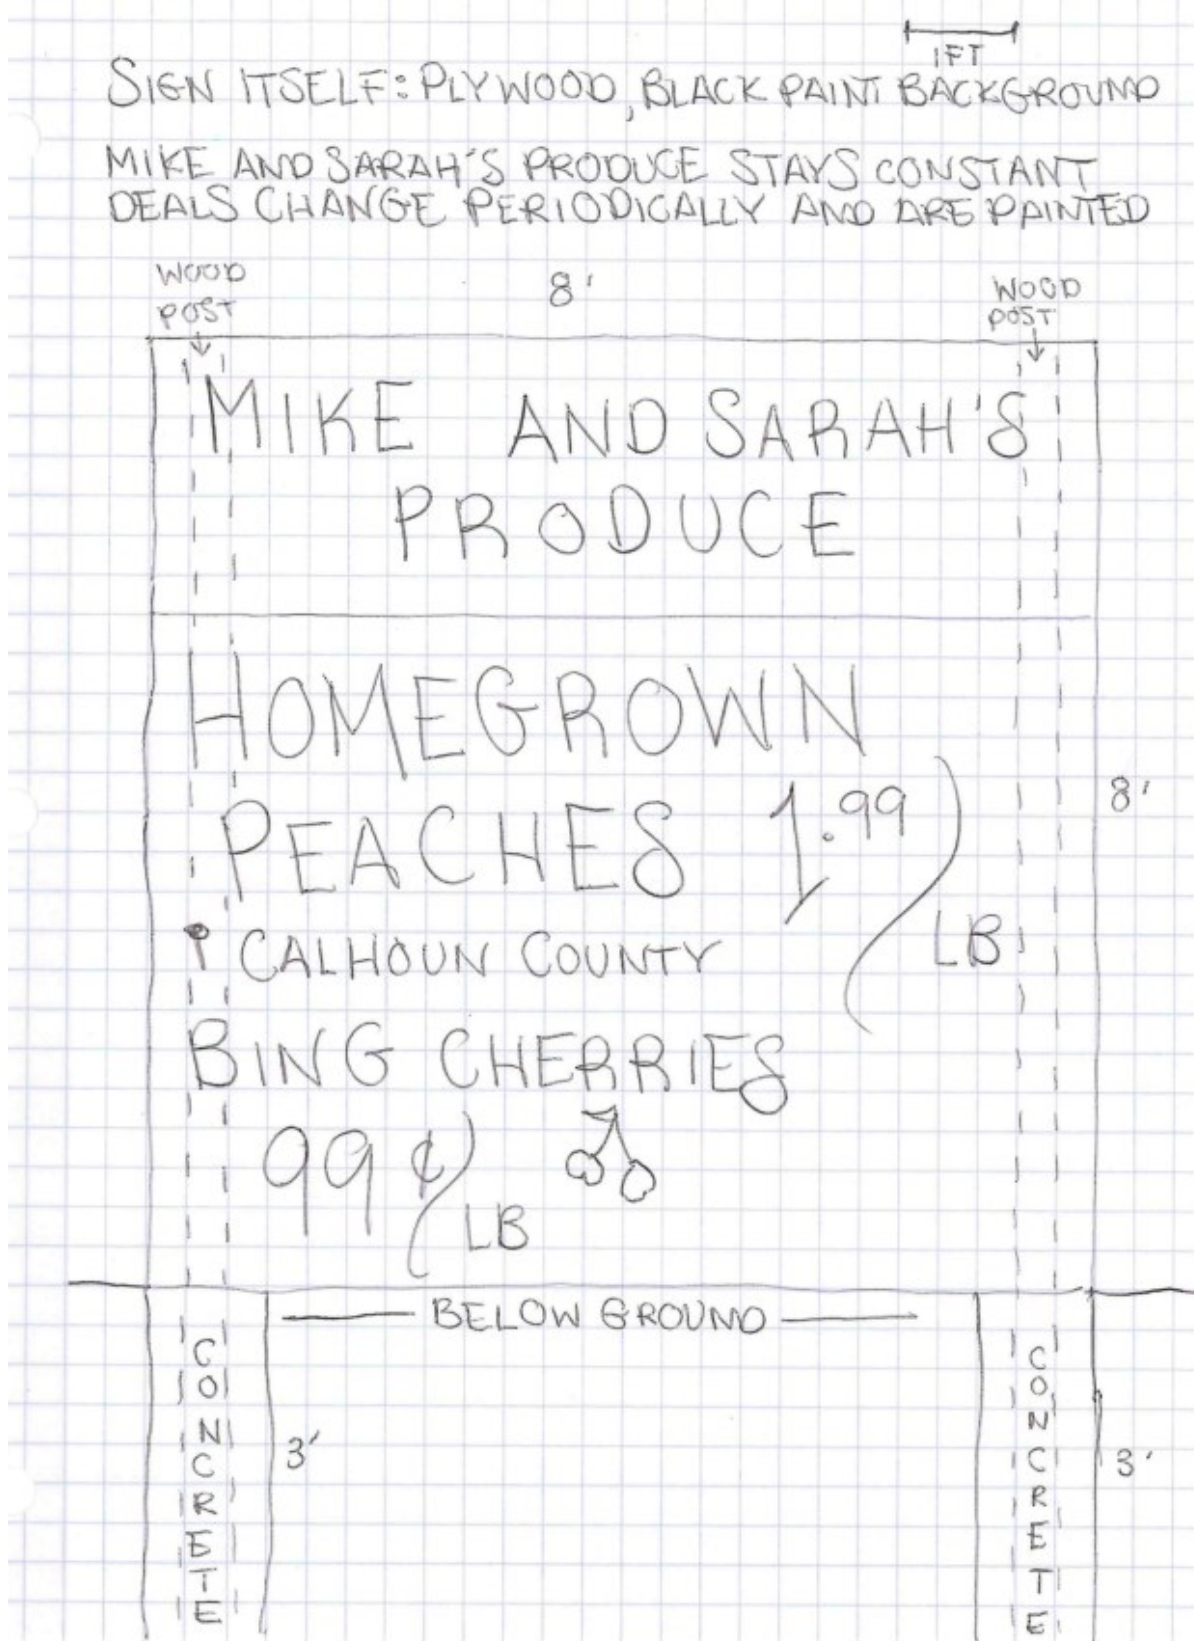 1FT
SIGN ITSELF: PLYWOOD, BLACK PAINT BACKGROUND
MIKE AND SARAH'S PRODUCE STAYS CONSTANT
DEALS CHANGE PERIODICALLY AND ARE PAINTED
WOOD
POST
8'
WOOD
POST
MIKE AND SARAH'S
PRODUCE
HOMEGROWN
PEACHES 1.99/LB
8'
CALHOUN COUNTY
BING CHERRIES
99¢/LB
BELOW GROUND
CONCRETE
3'
CONCRETE
3'